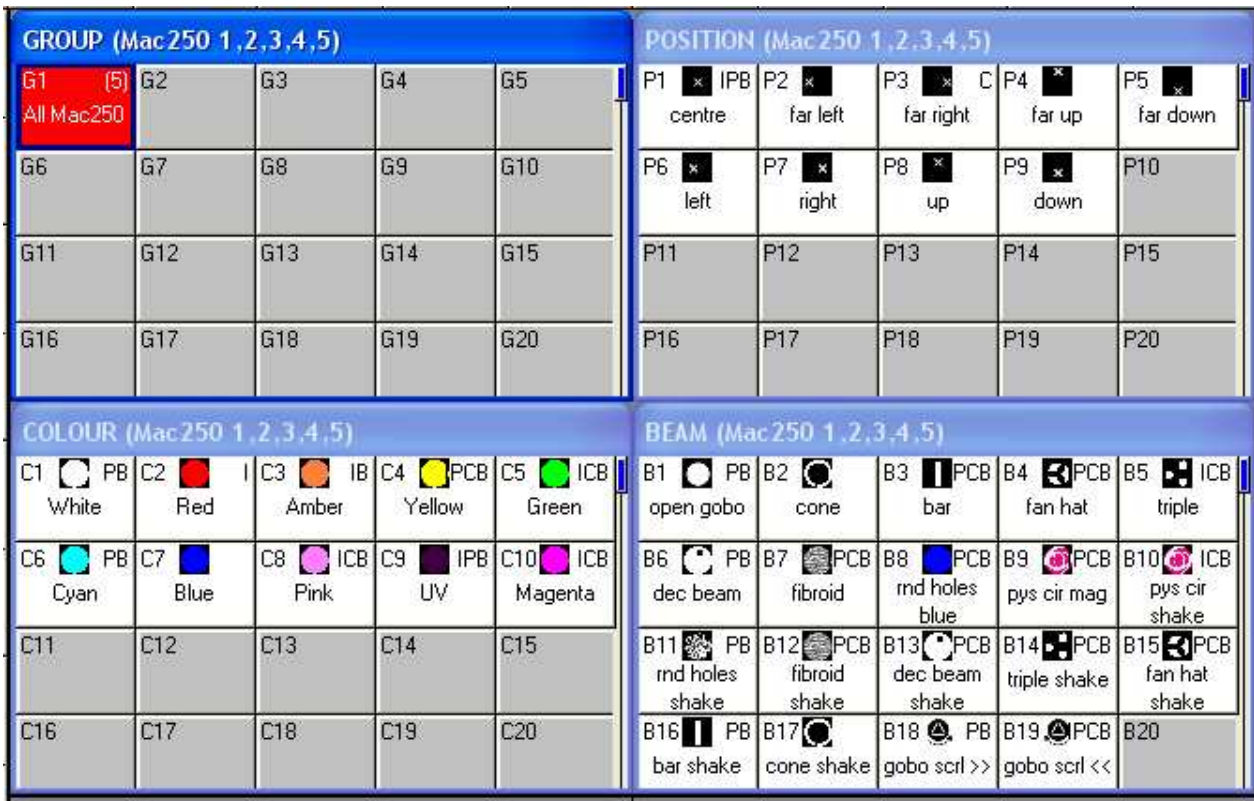 GROUP (Mac250 1,2,3,4,5)
G1 (5) G2 G3 G4 G5
All Mac250
G6 G7 G8 G9 G10
G11 G12 G13 G14 G15
G16 G17 G18 G19 G20
POSITION (Mac250 1,2,3,4,5)
P1 IPB P2 P3 C P4 P5
centre far left far right far up far down
P6 P7 P8 P9 P10
left right up down
P11 P12 P13 P14 P15
P16 P17 P18 P19 P20
COLOUR (Mac250 1,2,3,4,5)
C1 PB C2 I C3 IB C4 PCB C5 ICB
White Red Amber Yellow Green
C6 PB C7 C8 ICB C9 IPB C10 ICB
Cyan Blue Pink UV Magenta
C11 C12 C13 C14 C15
C16 C17 C18 C19 C20
BEAM (Mac250 1,2,3,4,5)
B1 PB B2 B3 PCB B4 PCB B5 ICB
open gobo cone bar fan hat triple
B6 PB B7 PCB B8 PCB B9 PCB B10 ICB
dec beam fibroid rnd holes pys cir mag pys cir
blue shake
B11 PB B12 PCB B13 PCB B14 PCB B15 PCB
rnd holes fibroid dec beam triple shake fan hat
shake shake shake shake
B16 PB B17 B18 PB B19 PCB B20
bar shake cone shake gobo scrl >> gobo scrl <<